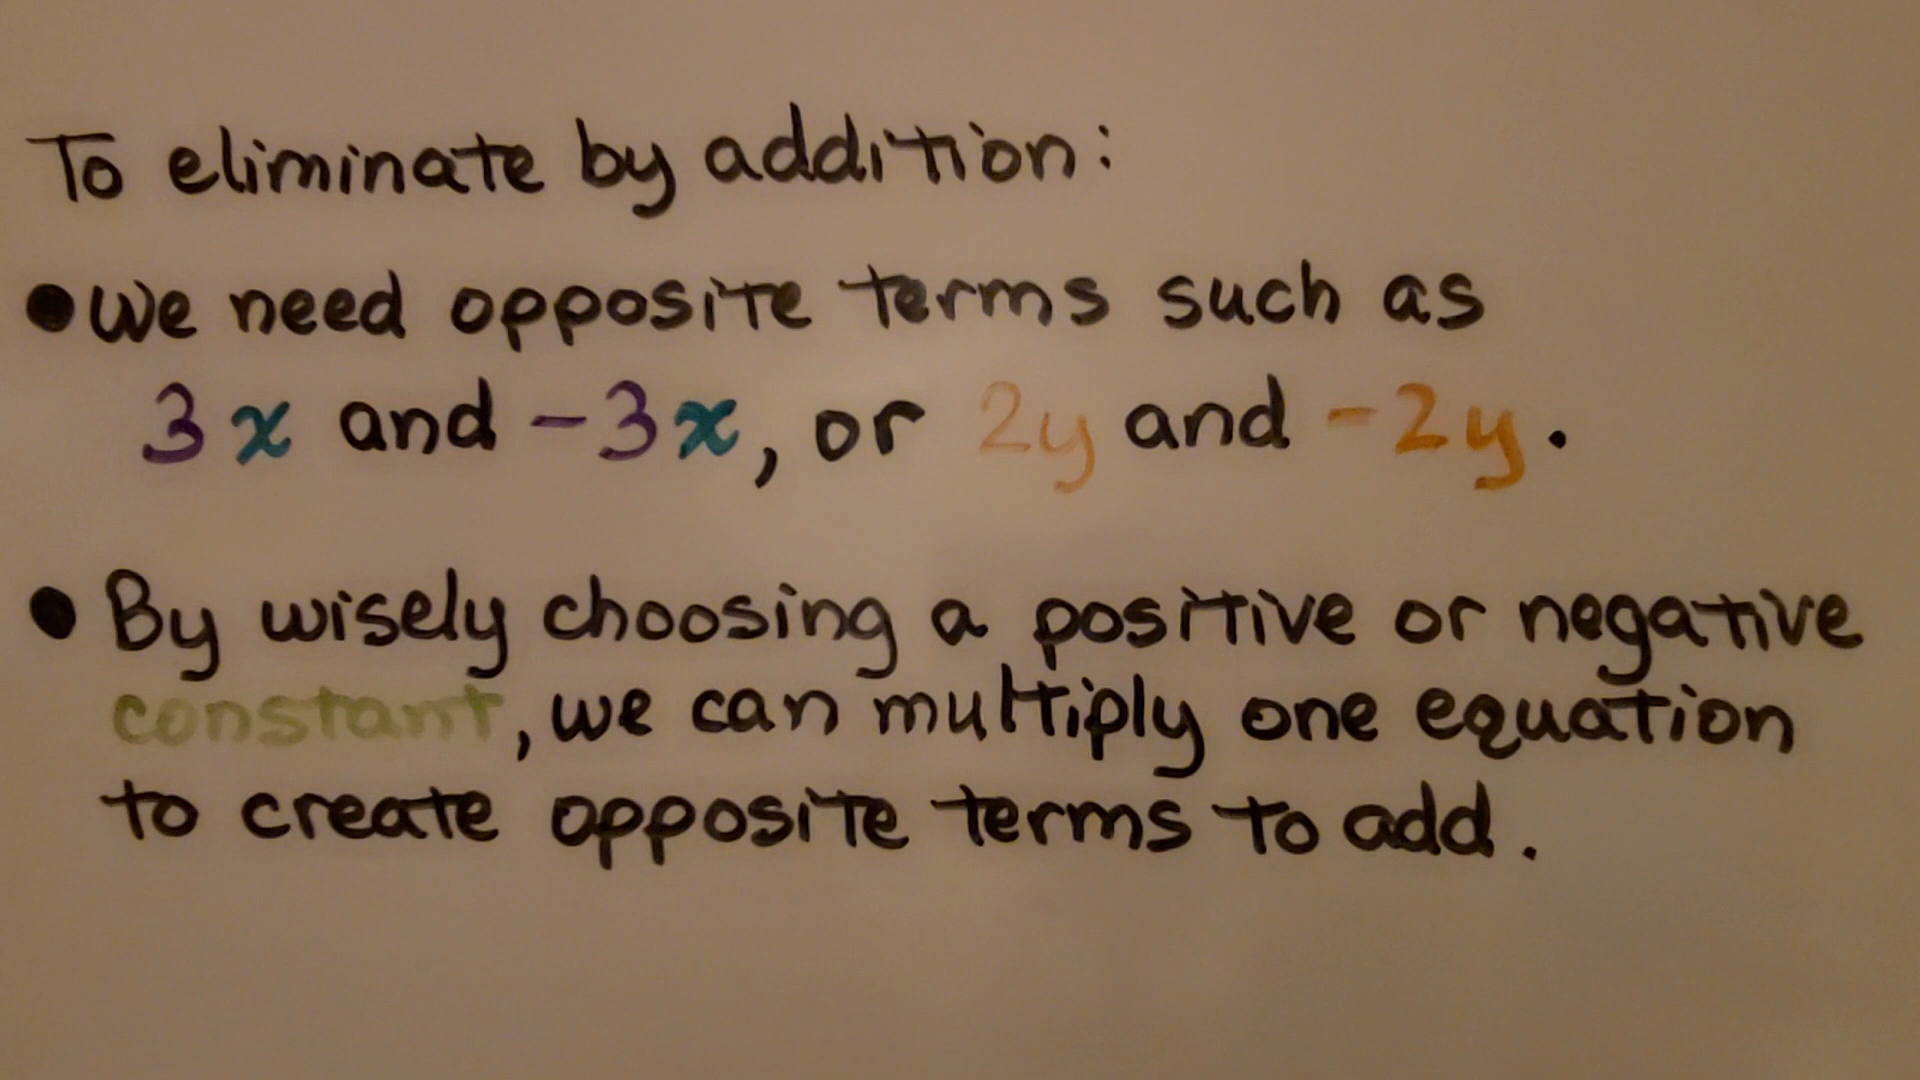 To eliminate by addition:
• We need opposite terms such as
3x and -3x, or 2y and -2y.
• By wisely choosing a positive or negative
constant, we can multiply one equation
to create opposite terms to add.